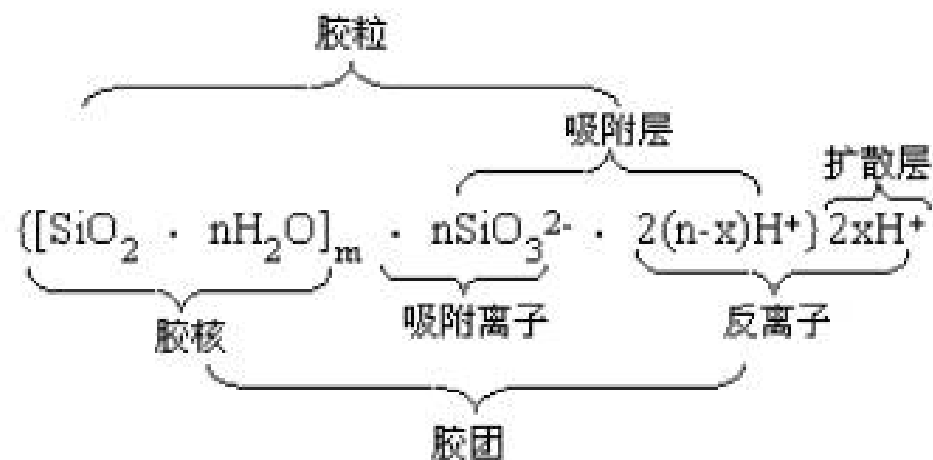 胶粒
吸附层
扩散层
{[SiO₂ · nH₂O]ₘ · nSiO₃²⁻ · 2(n-x)H⁺}2xH⁺
胶核
吸附离子
反离子
胶团